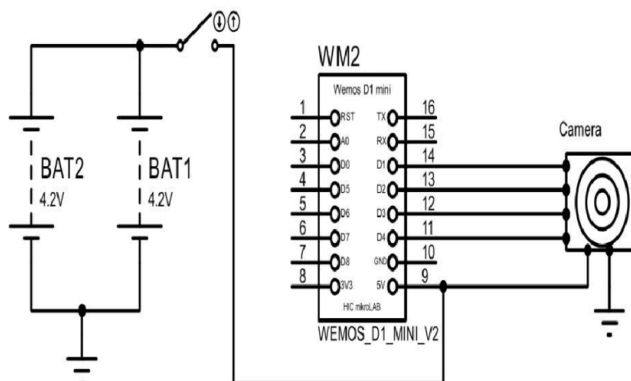 WM2
Wemos D1 mini
1 RST TX 16
2 A0 RX 15
3 D0 D1 14
4 D5 D2 13
5 D6 D3 12
6 D7 D4 11
7 D8 GND 10
8 3V3 5V 9
HIC mikroLAB
WEMOS_D1_MINI_V2
BAT2
4.2V
BAT1
4.2V
Camera